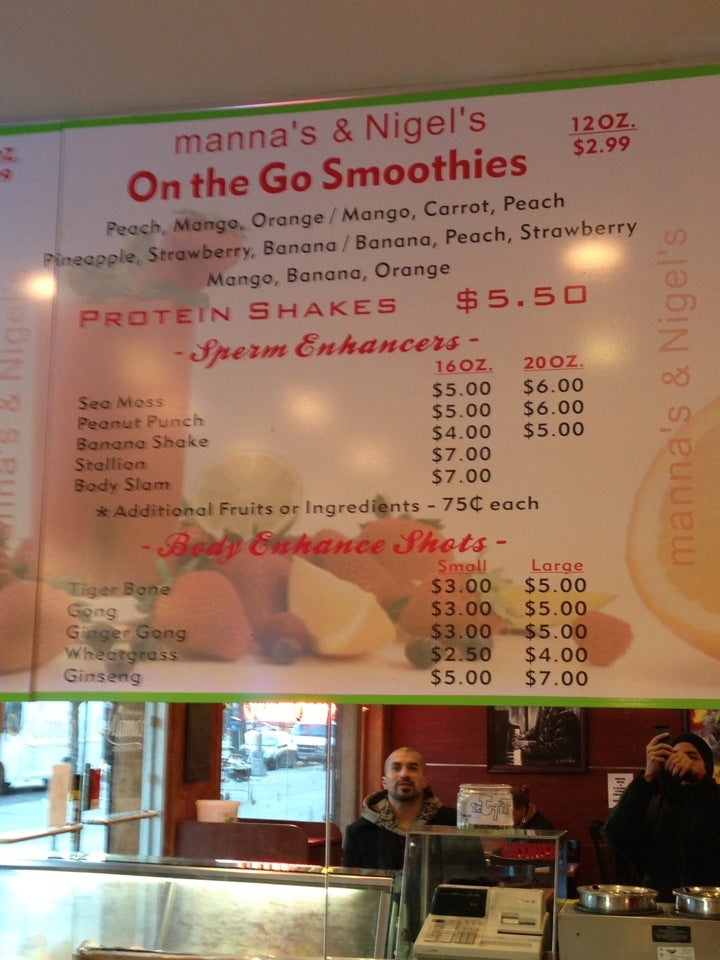 manna's & Nigel's
On the Go Smoothies
12OZ.
$2.99
Peach, Mango, Orange / Mango, Carrot, Peach
Pineapple, Strawberry, Banana / Banana, Peach, Strawberry
Mango, Banana, Orange
PROTEIN SHAKES $5.50
- Sperm Enhancers -
16OZ. 20OZ.
Sea Moss $5.00 $6.00
Peanut Punch $5.00 $6.00
Banana Shake $4.00 $5.00
Stallion $7.00
Body Slam $7.00
* Additional Fruits or Ingredients - 75¢ each
- Body Enhance Shots -
Small Large
Tiger Bone $3.00 $5.00
Gong $3.00 $5.00
Ginger Gong $3.00 $5.00
Wheatgrass $2.50 $4.00
Ginseng $5.00 $7.00
manna's & Nigel's
manna's & Nigel's